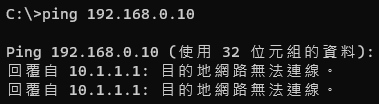 C:\>ping 192.168.0.10
Ping 192.168.0.10 (使用 32 位元組的資料):
回覆自 10.1.1.1: 目的地網路無法連線。
回覆自 10.1.1.1: 目的地網路無法連線。